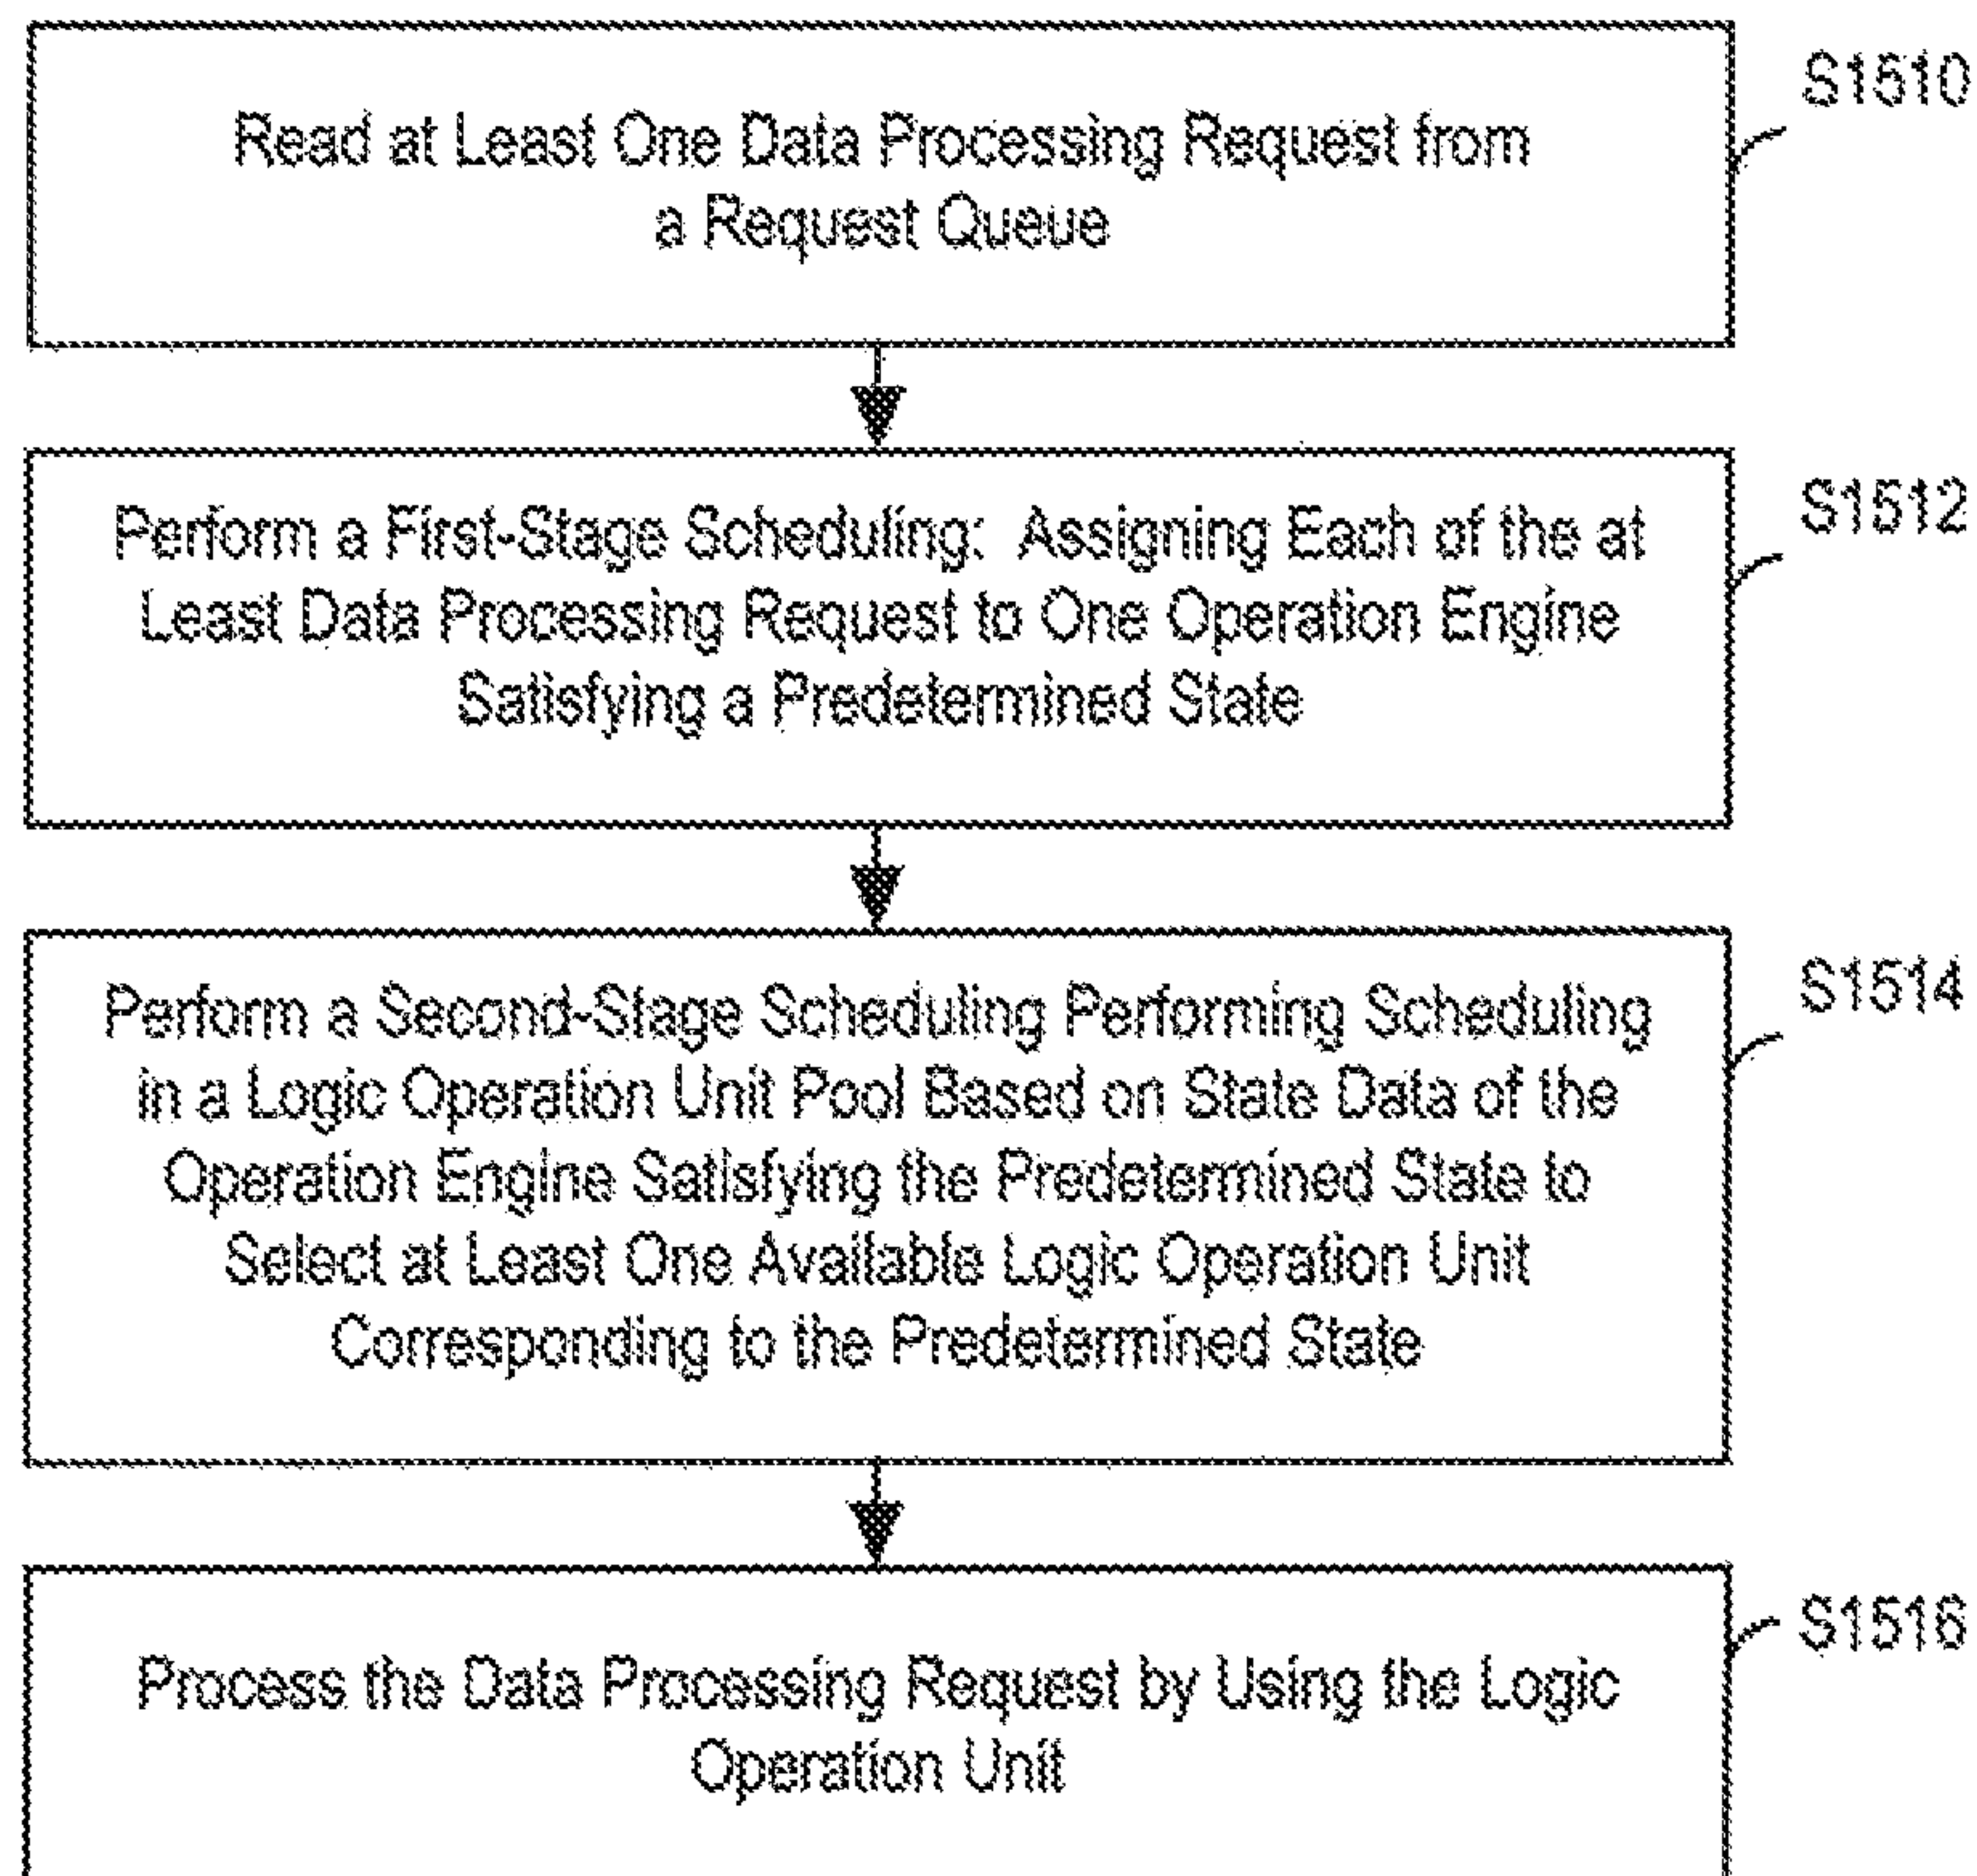 Read at Least One Data Processing Request from
a Request Queue
S1510
Perform a First-Stage Scheduling: Assigning Each of the at
Least Data Processing Request to One Operation Engine
Satisfying a Predetermined State
S1512
Perform a Second-Stage Scheduling Performing Scheduling
in a Logic Operation Unit Pool Based on State Data of the
Operation Engine Satisfying the Predetermined State to
Select at Least One Available Logic Operation Unit
Corresponding to the Predetermined State
S1514
Process the Data Processing Request by Using the Logic
Operation Unit
S1516